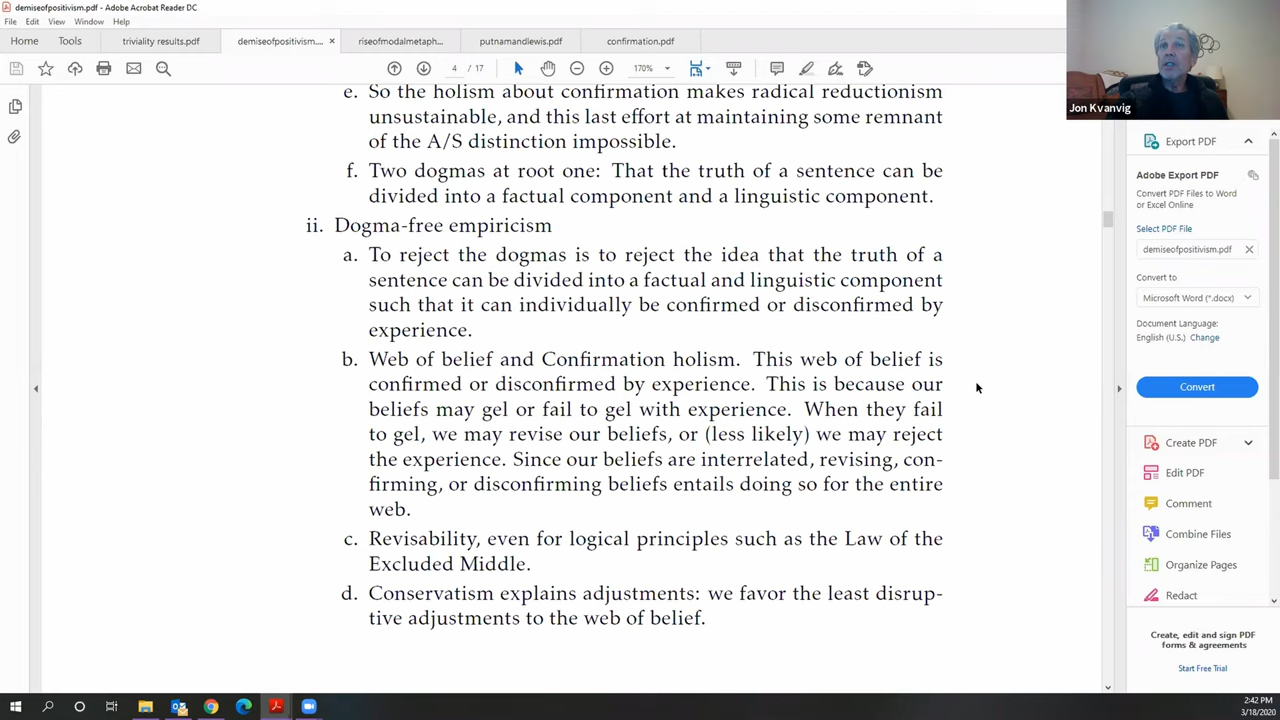 demiseofpositivism.pdf - Adobe Acrobat Reader DC
File Edit View Window Help
Home Tools triviality results.pdf demiseofpositivism.... × riseofmodalmetaph... putnamandlewis.pdf confirmation.pdf
4 / 17 170%
Jon Kvanvig
e. So the holism about confirmation makes radical reductionism
unsustainable, and this last effort at maintaining some remnant
of the A/S distinction impossible.
f. Two dogmas at root one: That the truth of a sentence can be
divided into a factual component and a linguistic component.
ii. Dogma-free empiricism
a. To reject the dogmas is to reject the idea that the truth of a
sentence can be divided into a factual and linguistic component
such that it can individually be confirmed or disconfirmed by
experience.
b. Web of belief and Confirmation holism. This web of belief is
confirmed or disconfirmed by experience. This is because our
beliefs may gel or fail to gel with experience. When they fail
to gel, we may revise our beliefs, or (less likely) we may reject
the experience. Since our beliefs are interrelated, revising, con-
firming, or disconfirming beliefs entails doing so for the entire
web.
c. Revisability, even for logical principles such as the Law of the
Excluded Middle.
d. Conservatism explains adjustments: we favor the least disrup-
tive adjustments to the web of belief.
Export PDF
Adobe Export PDF
Convert PDF Files to Word
or Excel Online
Select PDF File
demiseofpositivism.pdf ×
Convert to
Microsoft Word (*.docx)
Document Language:
English (U.S.) Change
Convert
Create PDF
Edit PDF
Comment
Combine Files
Organize Pages
Redact
Create, edit and sign PDF
forms & agreements
Start Free Trial
2:42 PM
3/18/2020